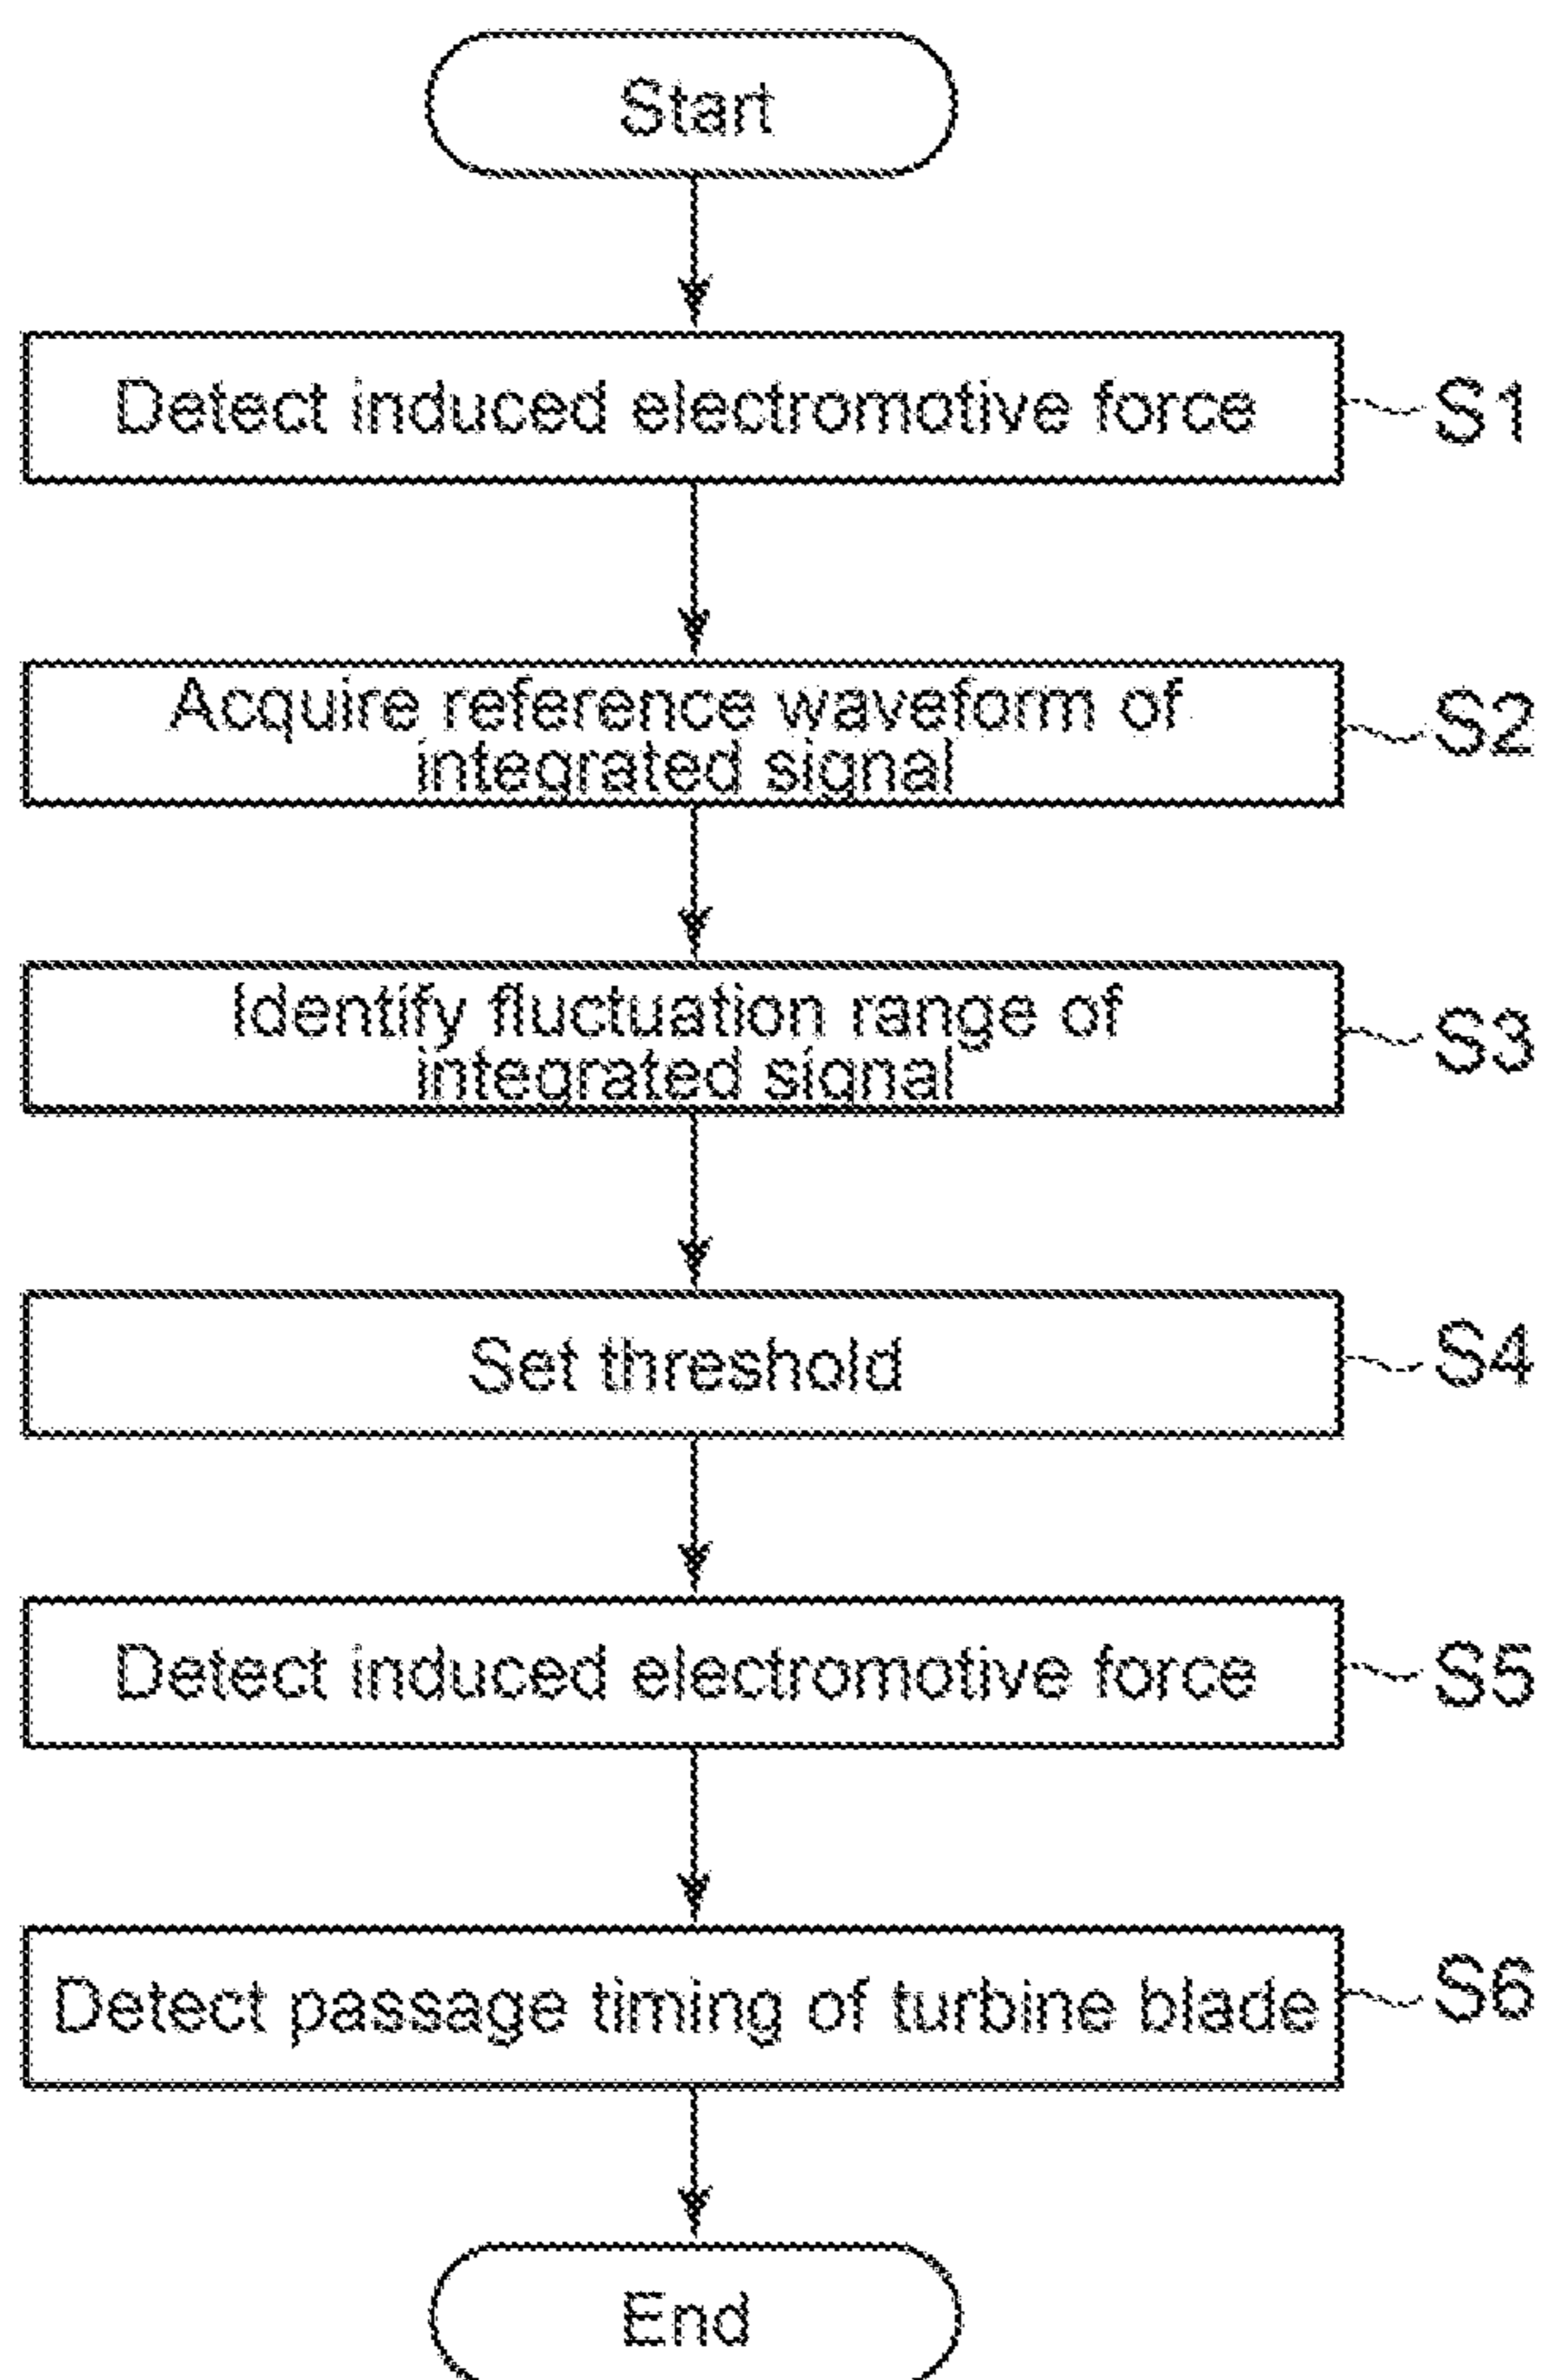 Start
Detect induced electromotive force
S1
Acquire reference waveform of
integrated signal
S2
Identify fluctuation range of
integrated signal
S3
Set threshold
S4
Detect induced electromotive force
S5
Detect passage timing of turbine blade
S6
End